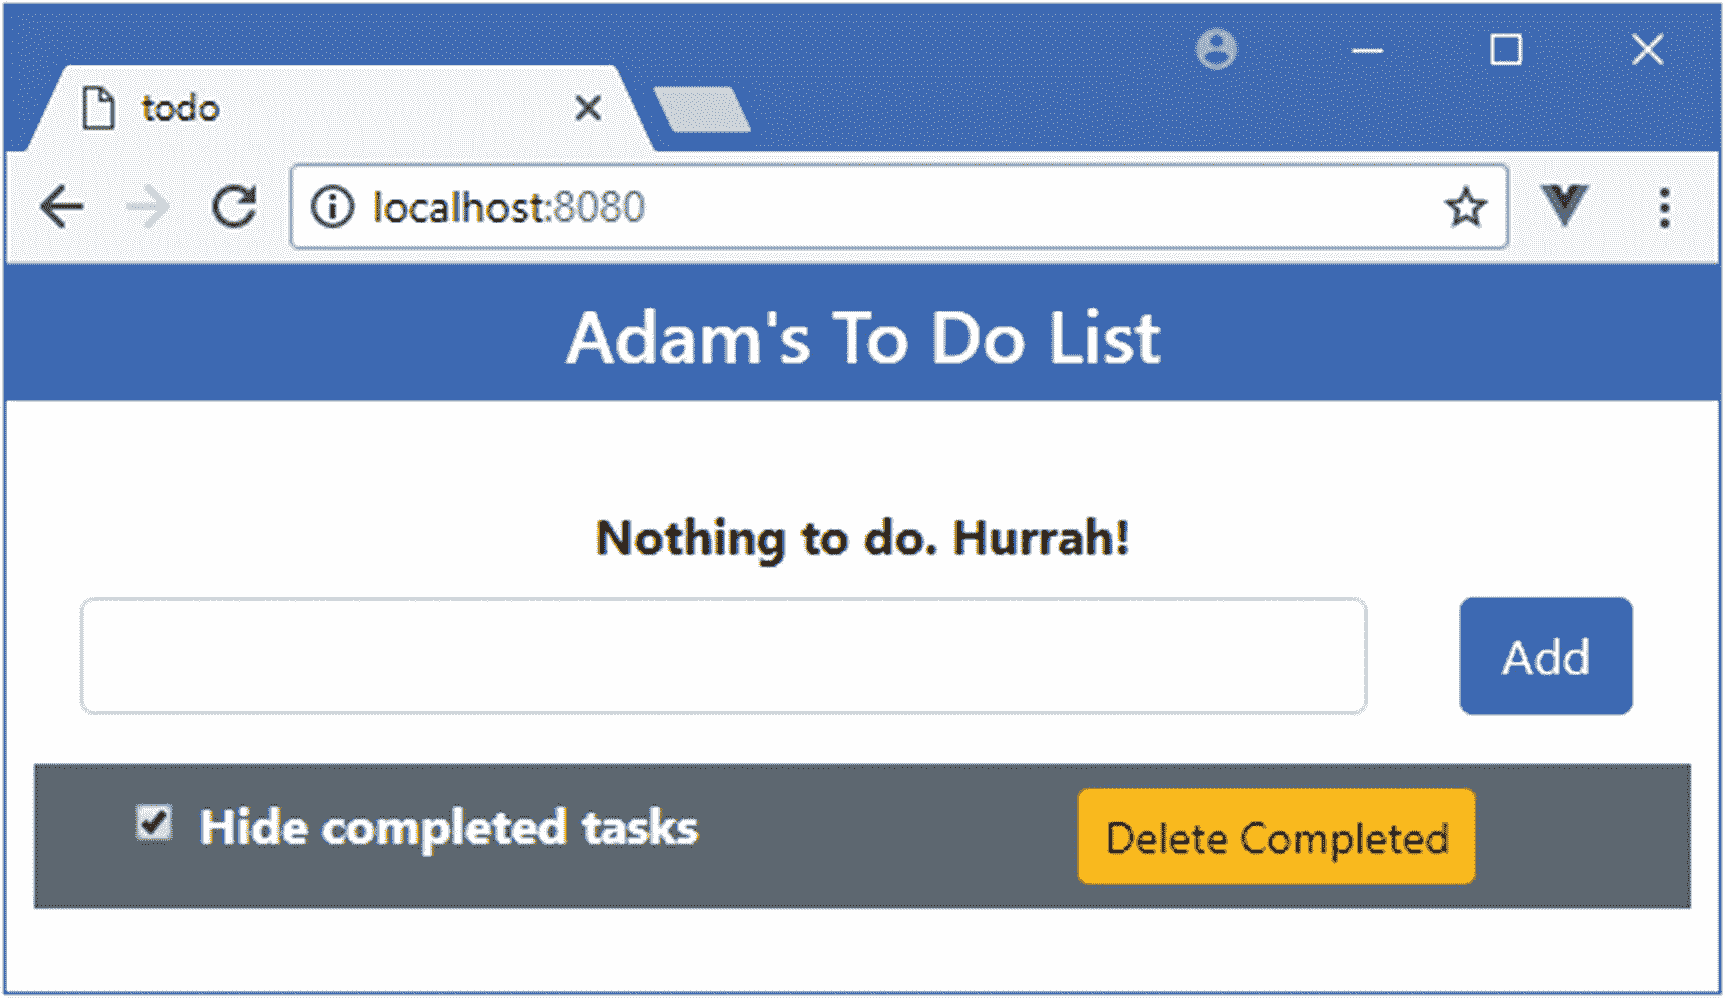 todo
localhost:8080
Adam's To Do List
Nothing to do. Hurrah!
Add
Hide completed tasks
Delete Completed